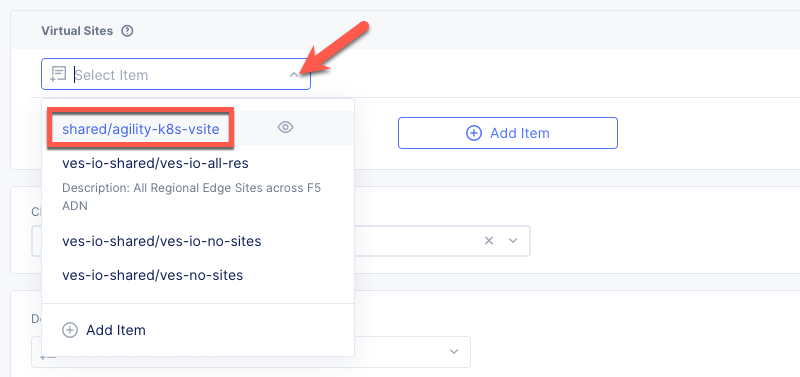 Virtual Sites
Select Item
shared/agility-k8s-vsite
Add Item
ves-io-shared/ves-io-all-res
Description: All Regional Edge Sites across F5
ADN
ves-io-shared/ves-io-no-sites
ves-io-shared/ves-no-sites
Add Item